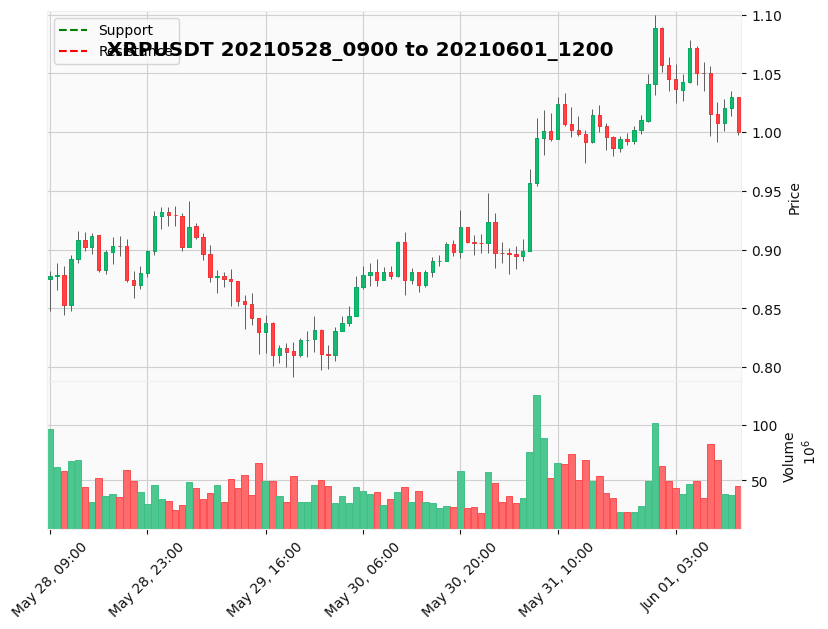 Support
Resistance
XRPUSDT 20210528_0900 to 20210601_1200
1.10
1.05
1.00
0.95
0.90
0.85
0.80
Price
100
50
Volume
10^6
May 28, 09:00
May 28, 23:00
May 29, 16:00
May 30, 06:00
May 30, 20:00
May 31, 10:00
Jun 01, 03:00